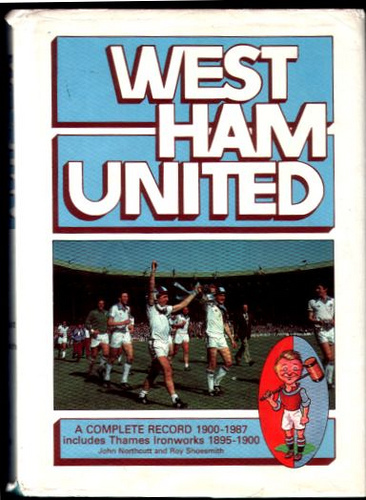 WEST
HAM
UNITED
A COMPLETE RECORD 1900-1987
includes Thames Ironworks 1895-1900
John Northcutt and Roy Shoesmith